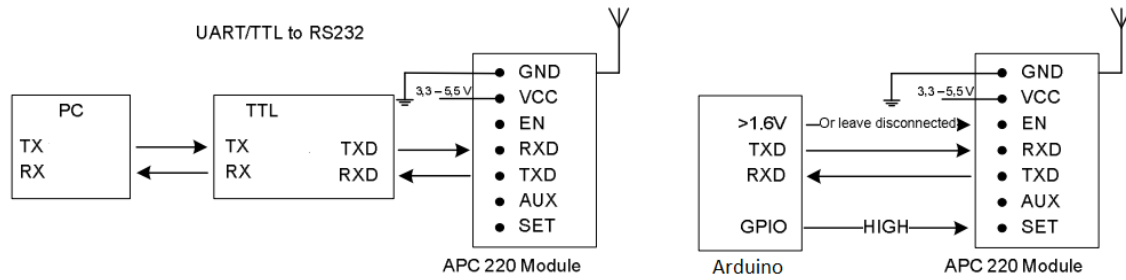 UART/TTL to RS232
PC
TX
RX
TTL
TX
RX
TXD
RXD
3,3 – 5,5 V
GND
VCC
EN
RXD
TXD
AUX
SET
APC 220 Module
>1.6V
TXD
RXD
GPIO
Arduino
Or leave disconnected
HIGH
3,3 – 5,5 V
GND
VCC
EN
RXD
TXD
AUX
SET
APC 220 Module